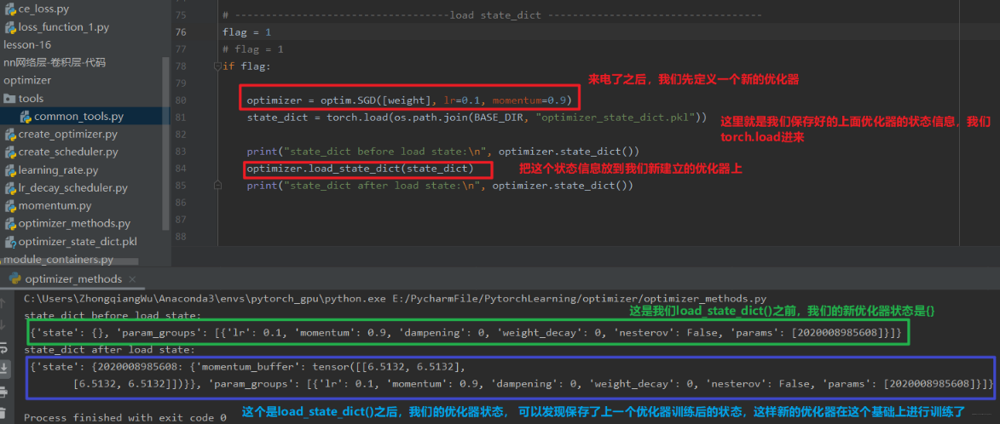 ce_loss.py
loss_function_1.py
lesson-16
nn网络层-卷积层-代码
optimizer
tools
common_tools.py
create_optimizer.py
create_scheduler.py
learning_rate.py
lr_decay_scheduler.py
momentum.py
optimizer_methods.py
optimizer_state_dict.pkl
module_containers.py
75 # --------------------------------load state_dict --------------------------------
76 flag = 1
77 # flag = 1
78 if flag:
79
来电了之后，我们先定义一个新的优化器
80 optimizer = optim.SGD([weight], lr=0.1, momentum=0.9)
81 state_dict = torch.load(os.path.join(BASE_DIR, "optimizer_state_dict.pkl"))
这里就是我们保存好的上面优化器的状态信息，我们
torch.load进来
82
83 print("state_dict before load state:\n", optimizer.state_dict())
84 optimizer.load_state_dict(state_dict)
把这个状态信息放到我们新建立的优化器上
85 print("state_dict after load state:\n", optimizer.state_dict())
86
87
88
optimizer_methods ×
C:\Users\ZhongqiangWu\Anaconda3\envs\pytorch_gpu\python.exe E:/PycharmFile/PytorchLearning/optimizer/optimizer_methods.py
state_dict before load state:
这是我们load_state_dict()之前，我们的新优化器状态是{}
{'state': {}, 'param_groups': [{'lr': 0.1, 'momentum': 0.9, 'dampening': 0, 'weight_decay': 0, 'nesterov': False, 'params': [2020008985608]}]}
state_dict after load state:
{'state': {2020008985608: {'momentum_buffer': tensor([[6.5132, 6.5132],
[6.5132, 6.5132]])}}, 'param_groups': [{'lr': 0.1, 'momentum': 0.9, 'dampening': 0, 'weight_decay': 0, 'nesterov': False, 'params': [2020008985608]}]}
这个是load_state_dict()之后，我们的优化器状态， 可以发现保存了上一个优化器训练后的状态，这样新的优化器在这个基础上进行训练了
Process finished with exit code 0